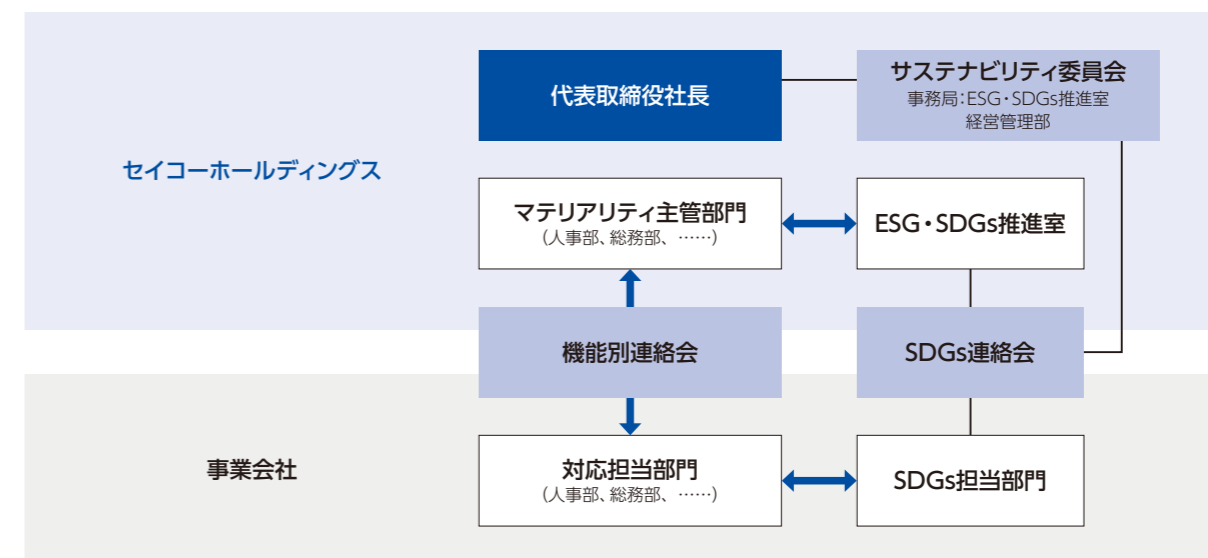 代表取締役社長
サステナビリティ委員会
事務局：ESG・SDGs推進室
経営管理部
セイコーホールディングス
マテリアリティ主管部門
（人事部、総務部、……）
ESG・SDGs推進室
機能別連絡会
SDGs連絡会
事業会社
対応担当部門
（人事部、総務部、……）
SDGs担当部門